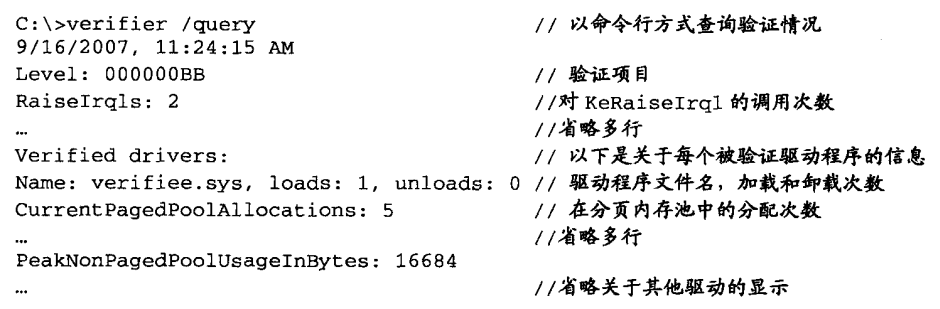 C:\>verifier /query // 以命令行方式查询验证情况
9/16/2007, 11:24:15 AM
Level: 000000BB // 验证项目
RaiseIrqls: 2 //对 KeRaiseIrql 的调用次数
… //省略多行
Verified drivers: // 以下是关于每个被验证驱动程序的信息
Name: verifiee.sys, loads: 1, unloads: 0 // 驱动程序文件名，加载和卸载次数
CurrentPagedPoolAllocations: 5 // 在分页内存池中的分配次数
… //省略多行
PeakNonPagedPoolUsageInBytes: 16684
… //省略关于其他驱动的显示